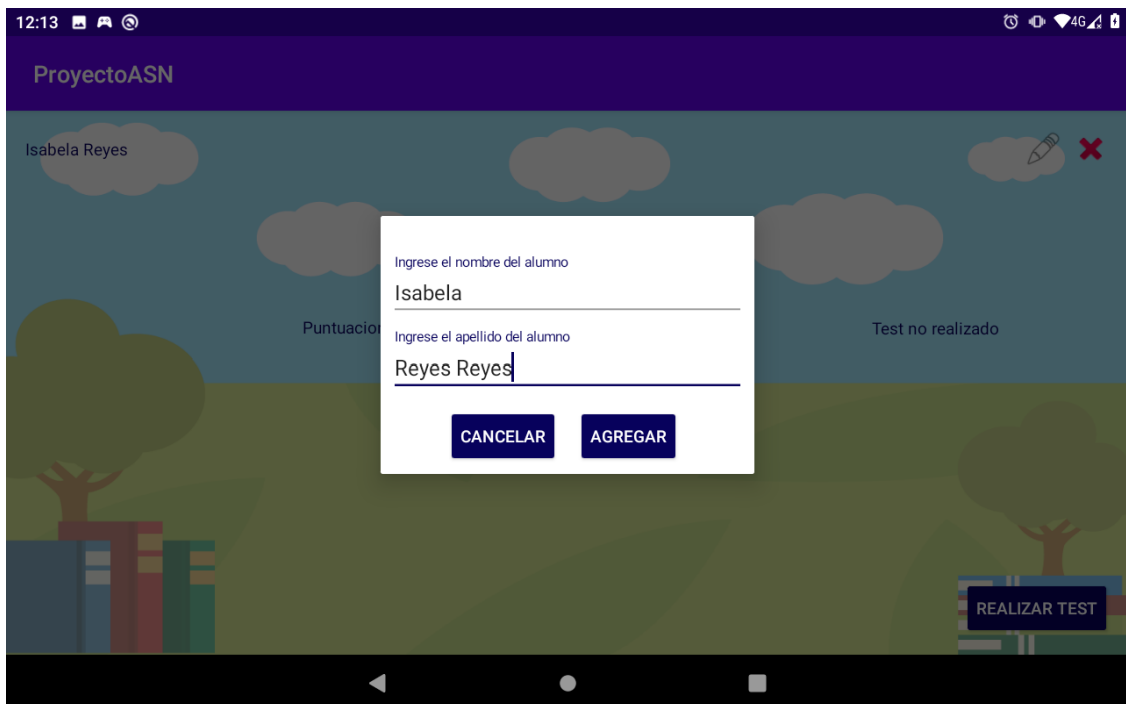 12:13
4G
ProyectoASN
Isabela Reyes
Ingrese el nombre del alumno
Isabela
Puntuacion
Test no realizado
Ingrese el apellido del alumno
Reyes Reyes
CANCELAR
AGREGAR
REALIZAR TEST